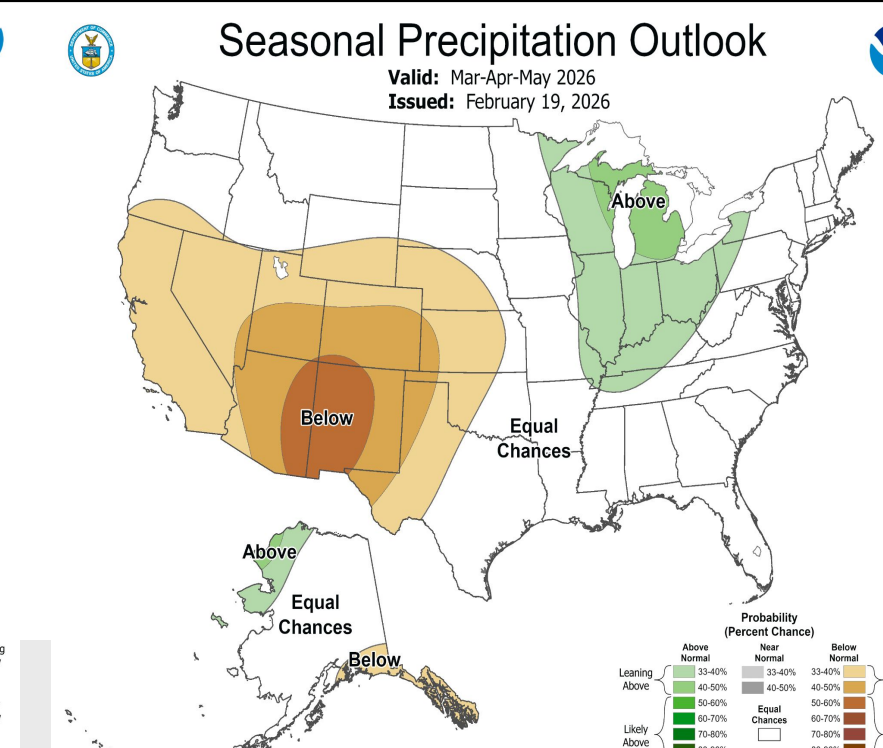 Seasonal Precipitation Outlook
Valid: Mar-Apr-May 2026
Issued: February 19, 2026
Above
Below
Equal
Chances
Above
Equal
Chances
Below
Probability
(Percent Chance)
Above
Normal
Near
Normal
Below
Normal
Leaning
Above
33-40%
33-40%
33-40%
40-50%
40-50%
40-50%
50-60%
Equal
Chances
50-60%
60-70%
60-70%
Likely
Above
70-80%
70-80%